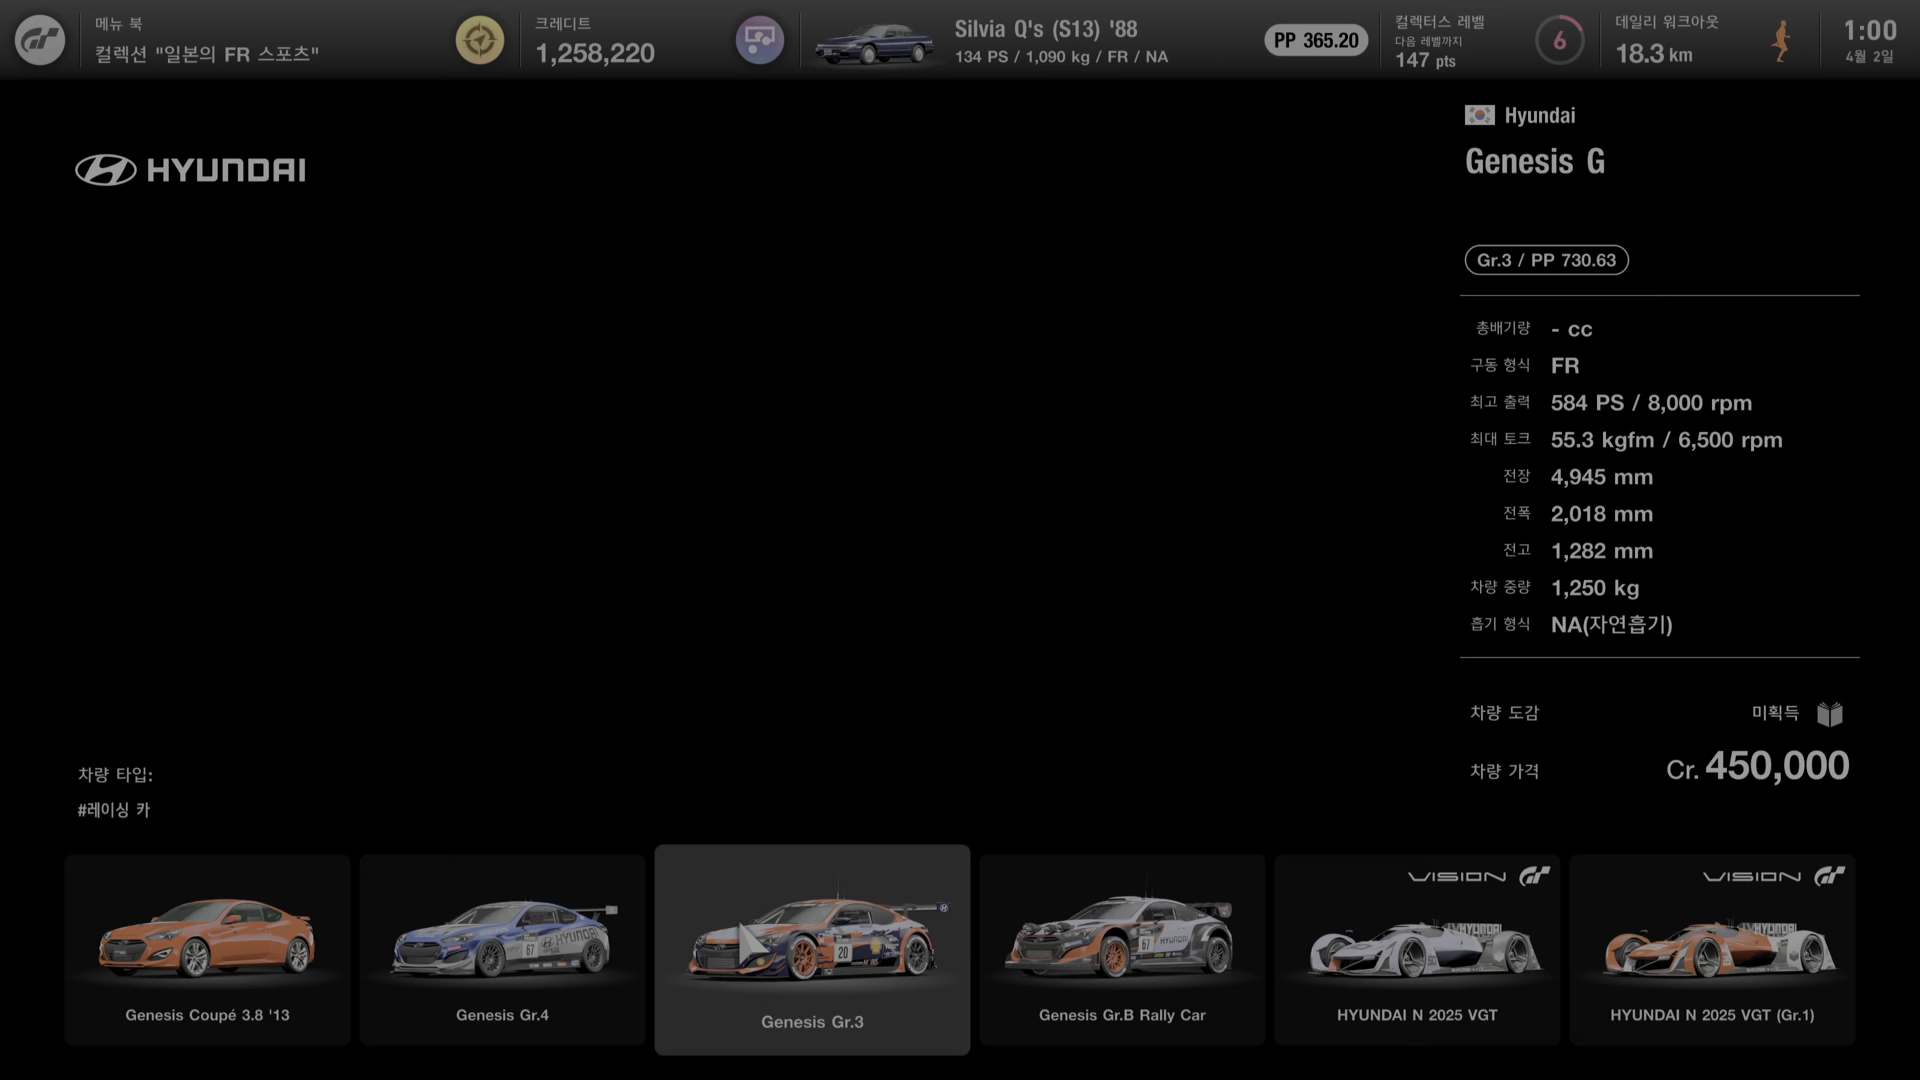 메뉴 북
컬렉션 "일본의 FR 스포츠"
크레디트
1,258,220
Silvia Q's (S13) '88
134 PS / 1,090 kg / FR / NA
PP 365.20
컬렉터스 레벨
다음 레벨까지
147 pts
6
데일리 워크아웃
18.3 km
1:00
4월 2일
HYUNDAI
Hyundai
Genesis G
Gr.3 / PP 730.63
총배기량 - cc
구동 형식 FR
최고 출력 584 PS / 8,000 rpm
최대 토크 55.3 kgfm / 6,500 rpm
전장 4,945 mm
전폭 2,018 mm
전고 1,282 mm
차량 중량 1,250 kg
흡기 형식 NA(자연흡기)
차량 도감 미획득
차량 가격 Cr. 450,000
차량 타입:
#레이싱 카
VISION GT
VISION GT
67 HYUNDAI
20
67 HYUNDAI
HYUNDAI
HYUNDAI
Genesis Coupé 3.8 '13
Genesis Gr.4
Genesis Gr.3
Genesis Gr.B Rally Car
HYUNDAI N 2025 VGT
HYUNDAI N 2025 VGT (Gr.1)